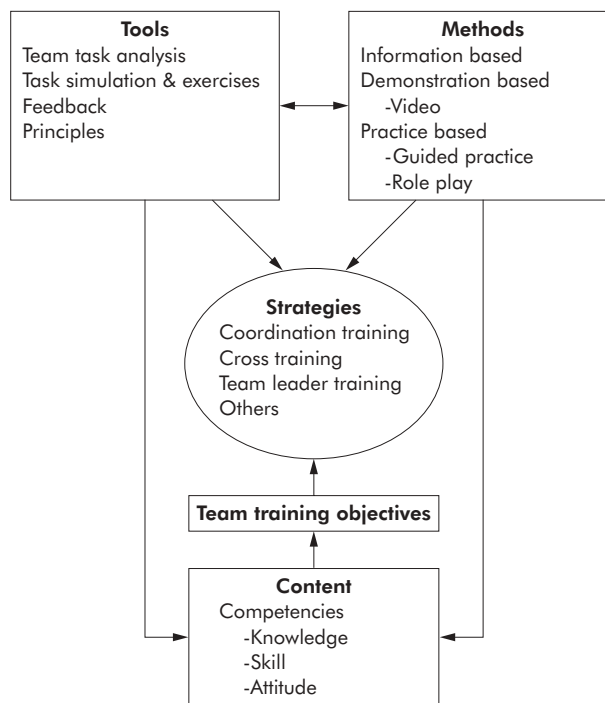 Tools
Team task analysis
Task simulation & exercises
Feedback
Principles
Methods
Information based
Demonstration based
-Video
Practice based
-Guided practice
-Role play
Strategies
Coordination training
Cross training
Team leader training
Others
Team training objectives
Content
Competencies
-Knowledge
-Skill
-Attitude